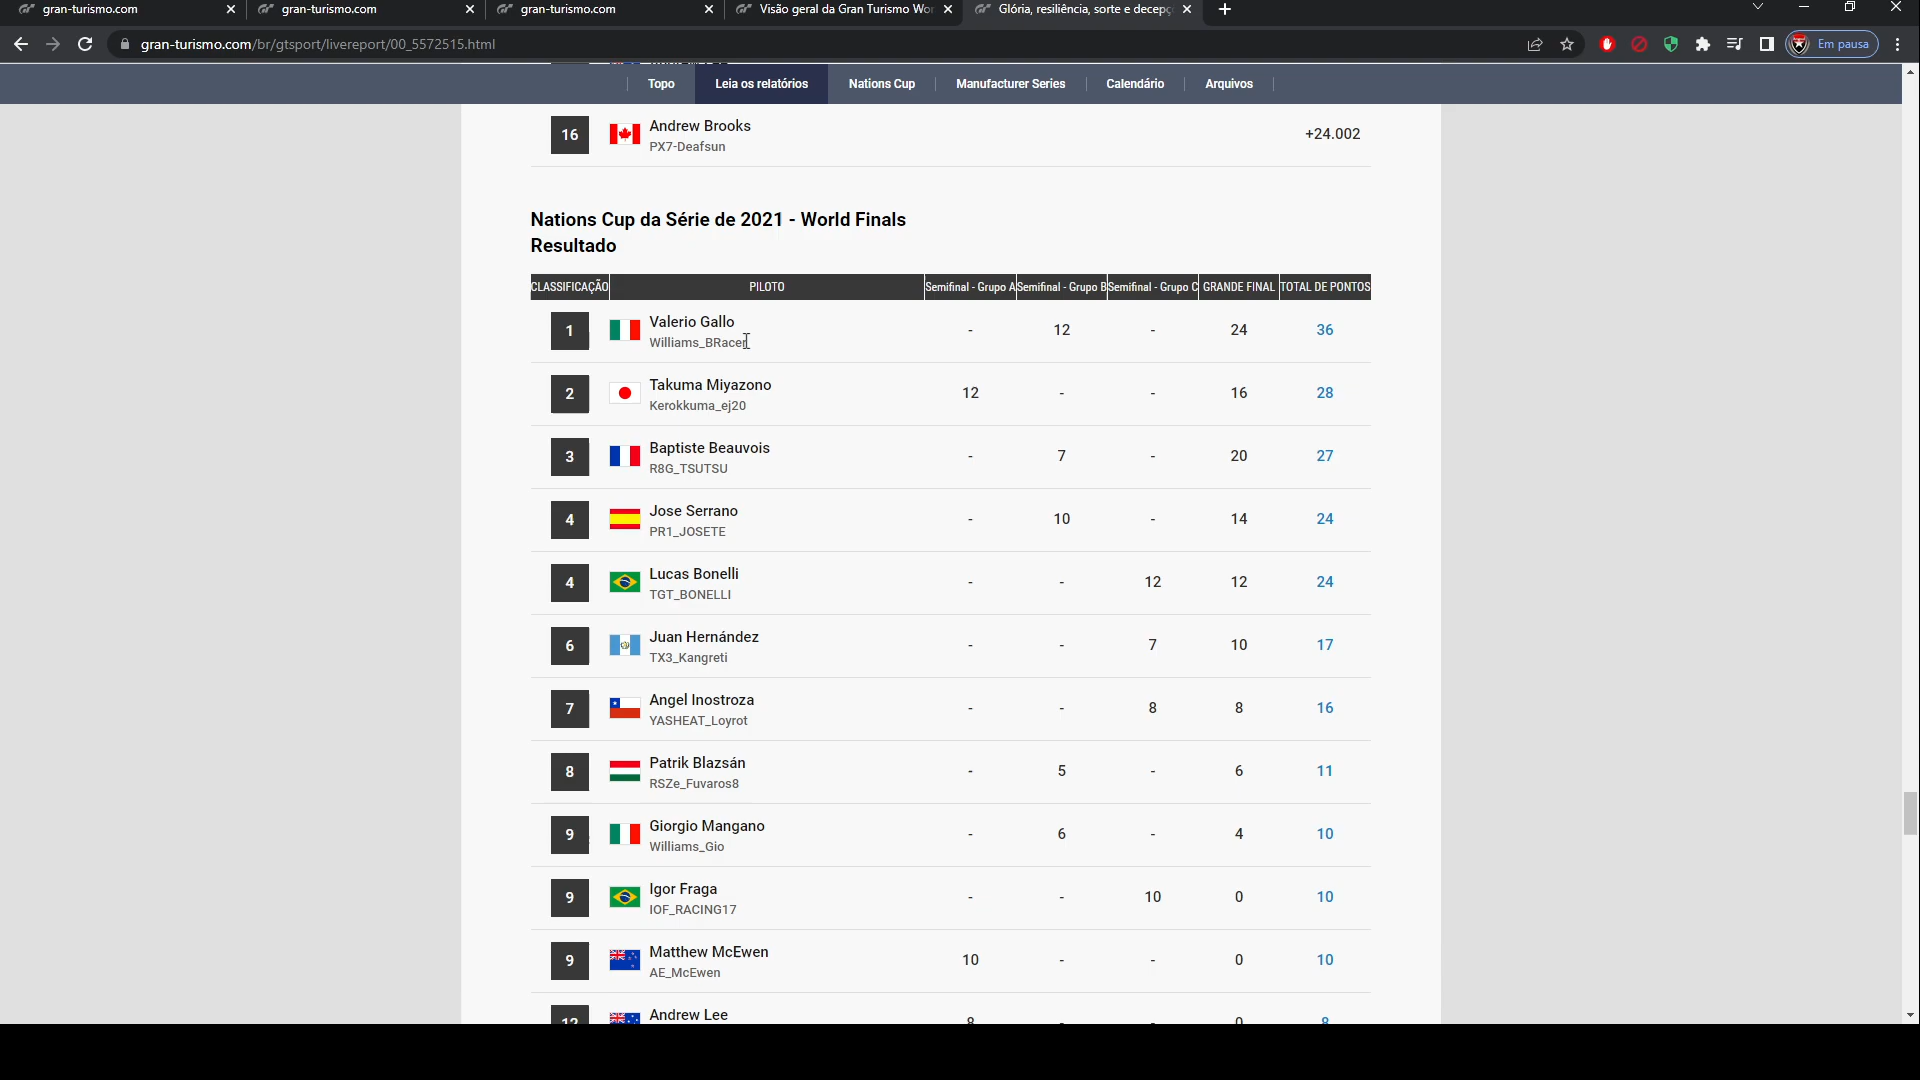 gran-turismo.com gran-turismo.com gran-turismo.com Visão geral da Gran Turismo Wor Glória, resiliência, sorte e decepç
gran-turismo.com/br/gtsport/livereport/00_5572515.html Em pausa
Topo Leia os relatórios Nations Cup Manufacturer Series Calendário Arquivos
16 Andrew Brooks +24.002
PX7-Deafsun
Nations Cup da Série de 2021 - World Finals
Resultado
CLASSIFICAÇÃO PILOTO Semifinal - Grupo A Semifinal - Grupo B Semifinal - Grupo C GRANDE FINAL TOTAL DE PONTOS
1 Valerio Gallo - 12 - 24 36
Williams_BRacer
2 Takuma Miyazono 12 - - 16 28
Kerokkuma_ej20
3 Baptiste Beauvois - 7 - 20 27
R8G_TSUTSU
4 Jose Serrano - 10 - 14 24
PR1_JOSETE
4 Lucas Bonelli - - 12 12 24
TGT_BONELLI
6 Juan Hernández - - 7 10 17
TX3_Kangreti
7 Angel Inostroza - - 8 8 16
YASHEAT_Loyrot
8 Patrik Blazsán - 5 - 6 11
RSZe_Fuvaros8
9 Giorgio Mangano - 6 - 4 10
Williams_Gio
9 Igor Fraga - - 10 0 10
IOF_RACING17
9 Matthew McEwen 10 - - 0 10
AE_McEwen
12 Andrew Lee 8 - - 0 8